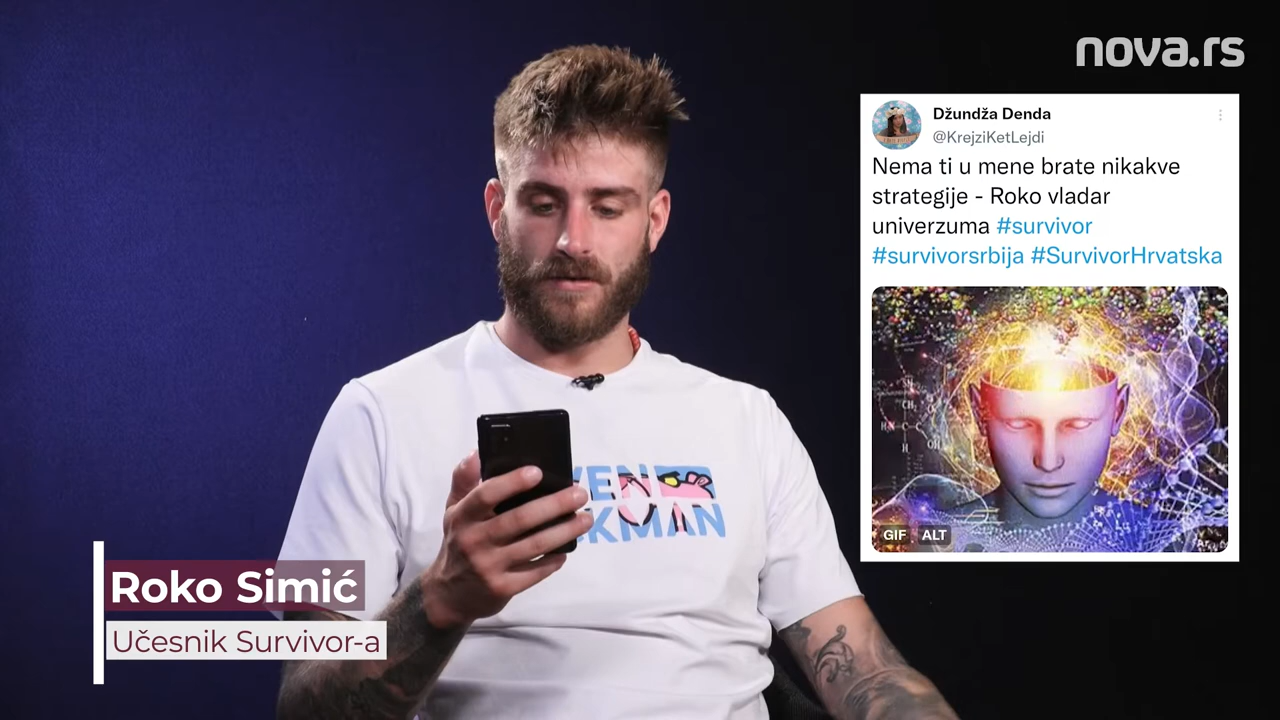 nova.rs
Džundža Denda
@KrejziKetLejdi
Nema ti u mene brate nikakve
strategije - Roko vladar
univerzuma #survivor
#survivorsrbija #SurvivorHrvatska
GIF ALT
Roko Simić
Učesnik Survivor-a